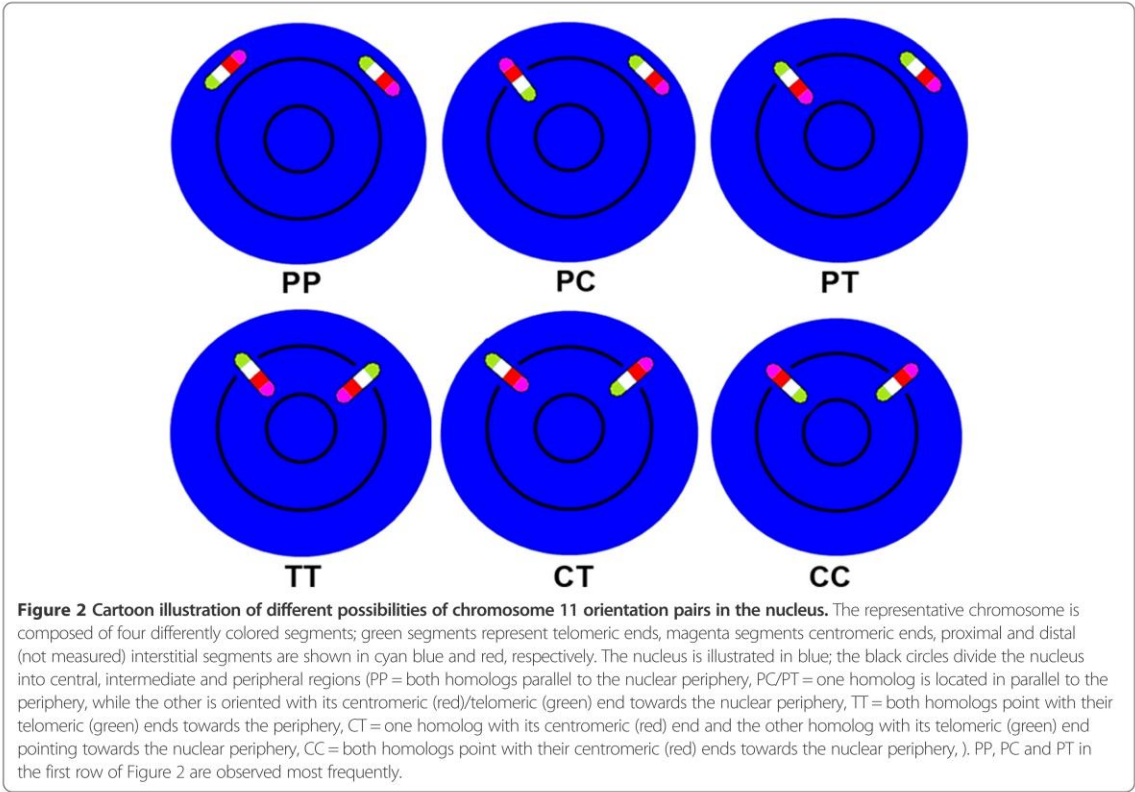 PP
PC
PT
TT
CT
CC
Figure 2 Cartoon illustration of different possibilities of chromosome 11 orientation pairs in the nucleus. The representative chromosome is
composed of four differently colored segments; green segments represent telomeric ends, magenta segments centromeric ends, proximal and distal
(not measured) interstitial segments are shown in cyan blue and red, respectively. The nucleus is illustrated in blue; the black circles divide the nucleus
into central, intermediate and peripheral regions (PP = both homologs parallel to the nuclear periphery, PC/PT = one homolog is located in parallel to the
periphery, while the other is oriented with its centromeric (red)/telomeric (green) end towards the nuclear periphery, TT = both homologs point with their
telomeric (green) ends towards the periphery, CT = one homolog with its centromeric (red) end and the other homolog with its telomeric (green) end
pointing towards the nuclear periphery, CC = both homologs point with their centromeric (red) ends towards the nuclear periphery, ). PP, PC and PT in
the first row of Figure 2 are observed most frequently.